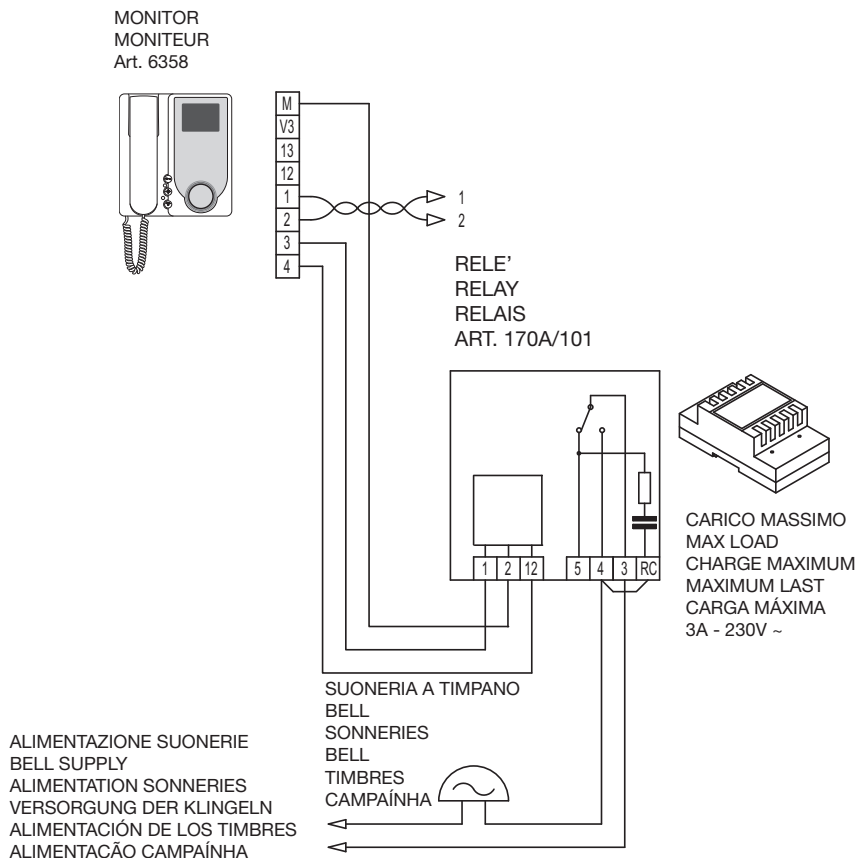 MONITOR
MONITEUR
Art. 6358
M
V3
13
12
1
2
3
4
1
2
RELE'
RELAY
RELAIS
ART. 170A/101
1 2 12 5 4 3 RC
CARICO MASSIMO
MAX LOAD
CHARGE MAXIMUM
MAXIMUM LAST
CARGA MÁXIMA
3A - 230V ~
SUONERIA A TIMPANO
BELL
SONNERIES
BELL
TIMBRES
CAMPAÍNHA
ALIMENTAZIONE SUONERIE
BELL SUPPLY
ALIMENTATION SONNERIES
VERSORGUNG DER KLINGELN
ALIMENTACIÓN DE LOS TIMBRES
ALIMENTACÃO CAMPAÍNHA